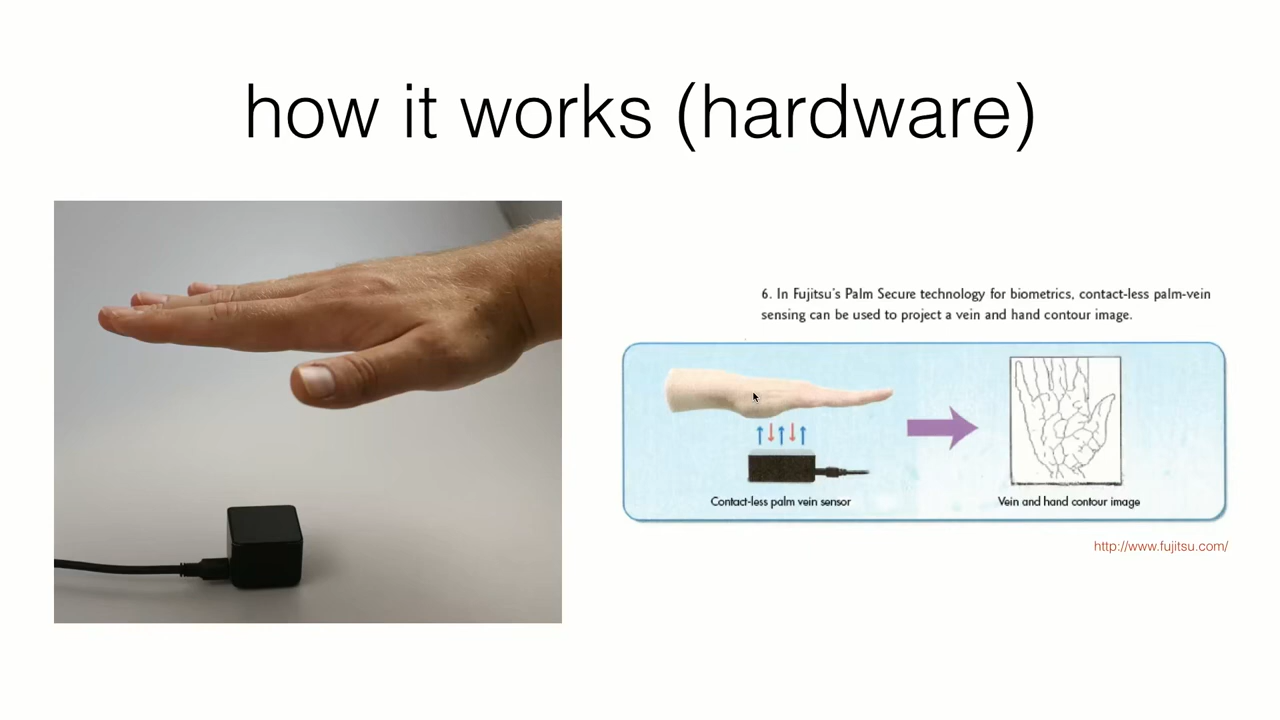 how it works (hardware)
6. In Fujitsu's Palm Secure technology for biometrics, contact-less palm-vein
sensing can be used to project a vein and hand contour image.
Contact-less palm vein sensor
Vein and hand contour image
http://www.fujitsu.com/